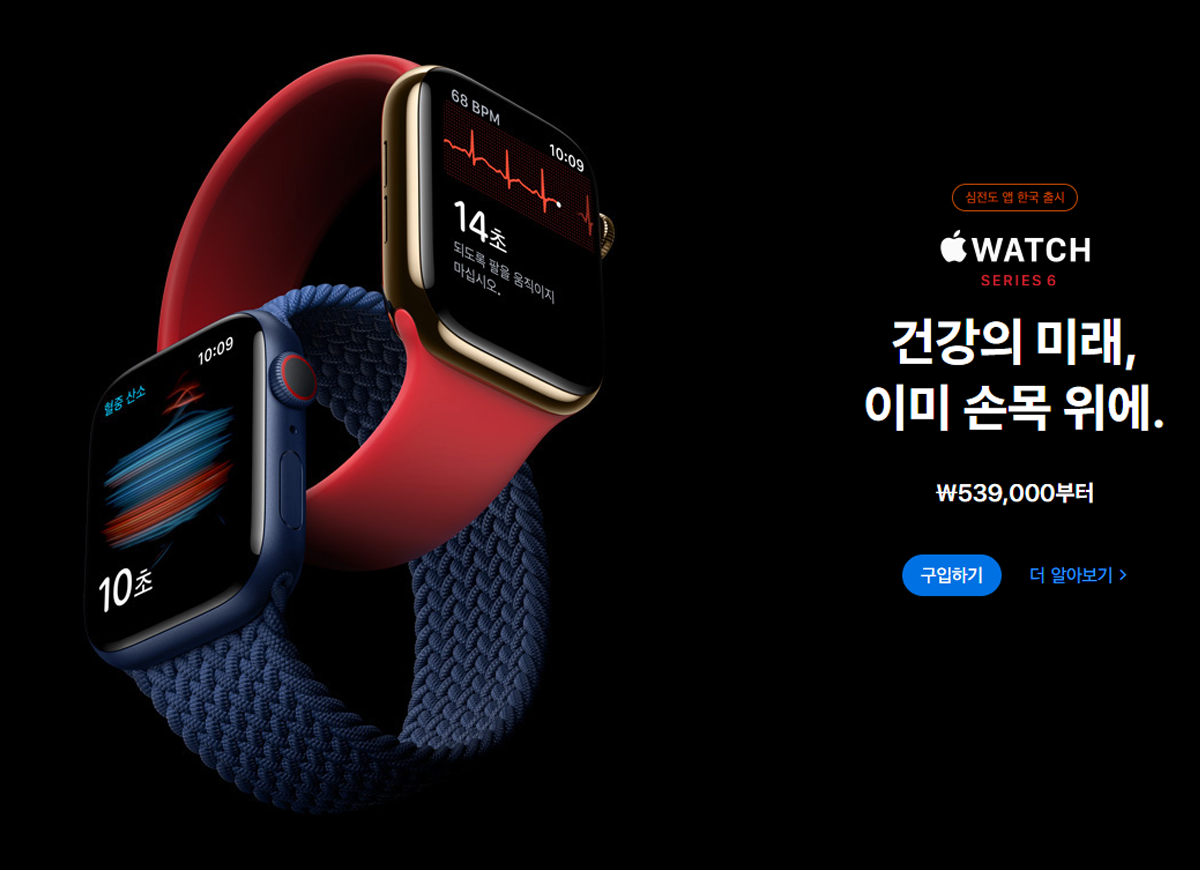 68 BPM
10:09
14초
되도록 팔을 움직이지
마십시오.
10:09
혈중 산소
10초
심전도 앱 한국 출시
WATCH
SERIES 6
건강의 미래,
이미 손목 위에.
₩539,000부터
구입하기
더 알아보기 >